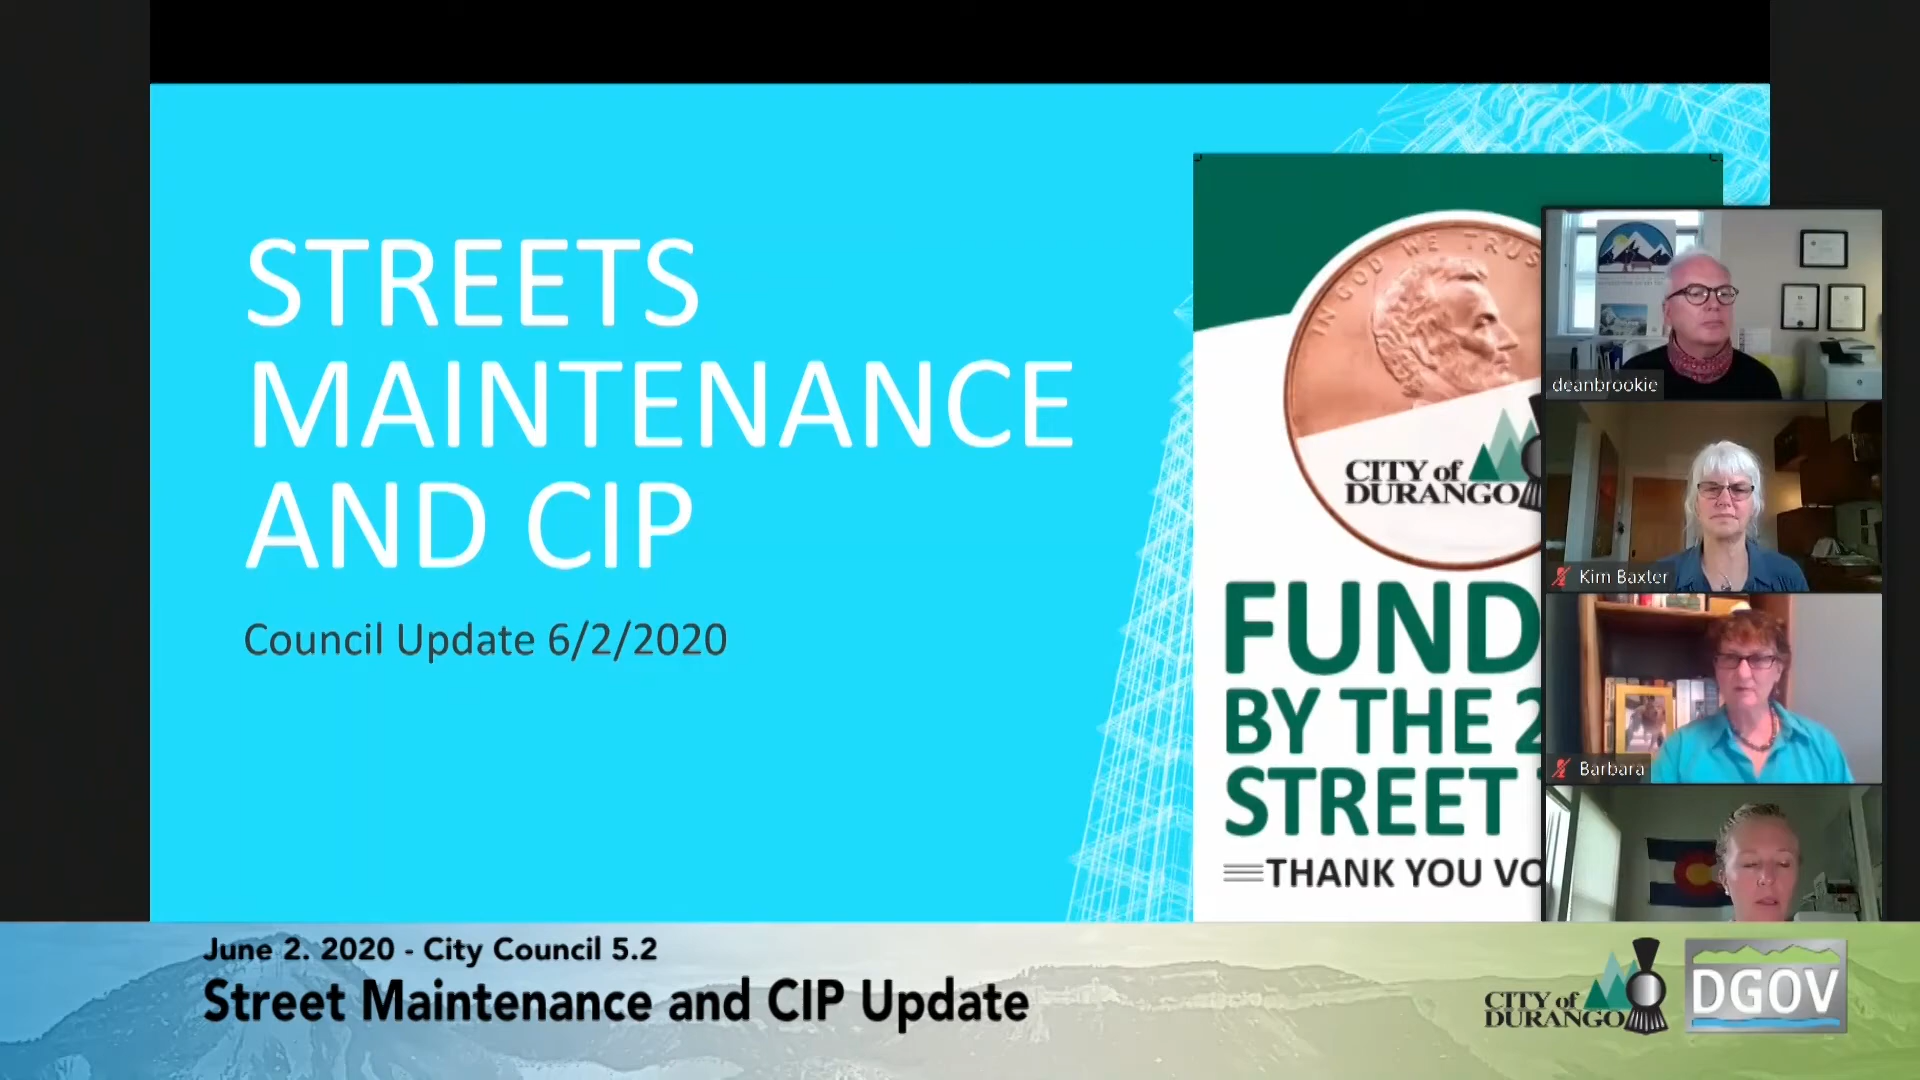 STREETS
MAINTENANCE
AND CIP
Council Update 6/2/2020
IN GOD WE TRUS
CITY of
DURANGO
FUND
BY THE 2
STREET
THANK YOU VO
deanbrookie
Kim Baxter
Barbara
June 2. 2020 - City Council 5.2
Street Maintenance and CIP Update
CITY of
DURANGO
DGOV